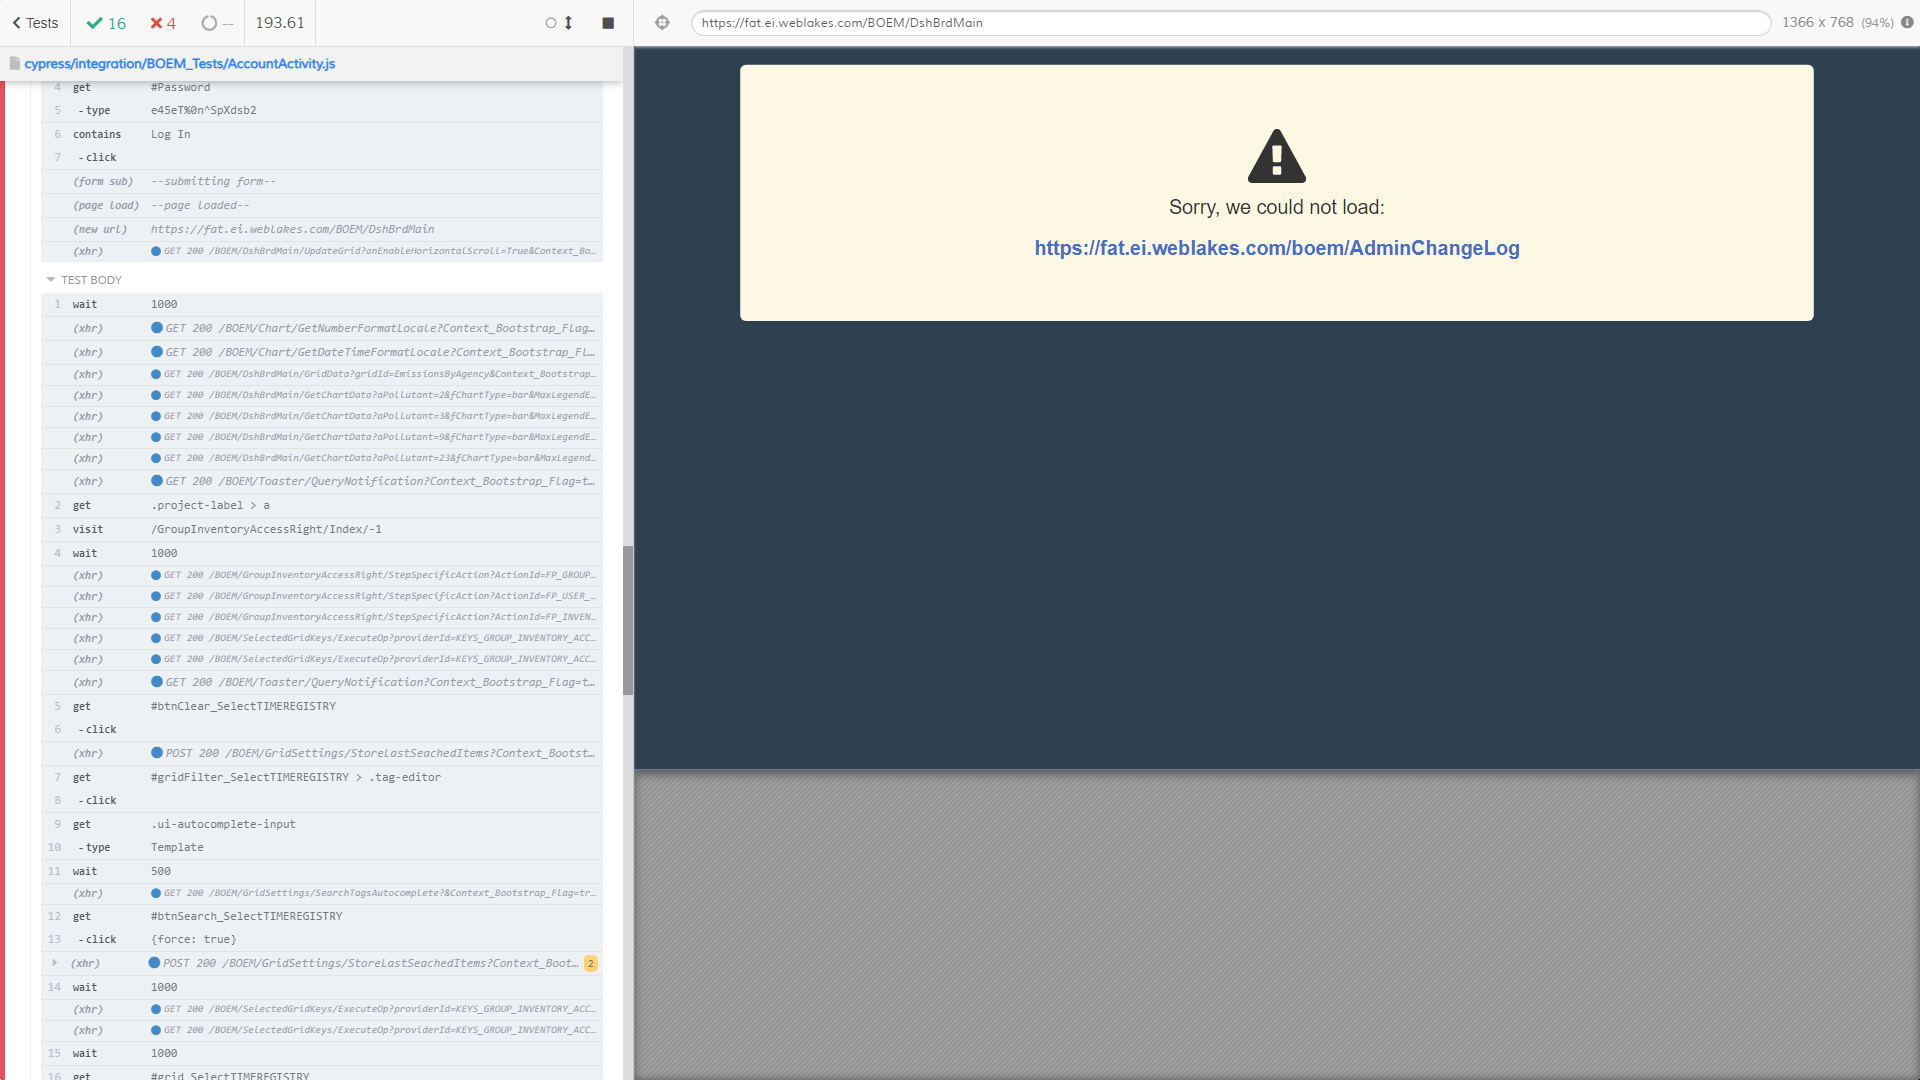 Tests
16
4
--
193.61
https://fat.ei.weblakes.com/BOEM/DshBrdMain
1366 x 768 (94%)
cypress/integration/BOEM_Tests/AccountActivity.js
4 get #Password
5 - type e45eT%0n^SpXdsb2
6 contains Log In
7 - click
(form sub) --submitting form--
(page load) --page loaded--
(new url) https://fat.ei.weblakes.com/BOEM/DshBrdMain
(xhr) GET 200 /BOEM/DshBrdMain/UpdateGrid?anEnableHorizontalScroll=True&Context_Bo...
TEST BODY
1 wait 1000
(xhr) GET 200 /BOEM/Chart/GetNumberFormatLocale?Context_Bootstrap_Flag...
(xhr) GET 200 /BOEM/Chart/GetDateTimeFormatLocale?Context_Bootstrap_Fl...
(xhr) GET 200 /BOEM/DshBrdMain/GridData?gridId=EmissionsByAgency&Context_Bootstrap...
(xhr) GET 200 /BOEM/DshBrdMain/GetChartData?aPollutant=2&fChartType=bar&MaxLegendE...
(xhr) GET 200 /BOEM/DshBrdMain/GetChartData?aPollutant=3&fChartType=bar&MaxLegendE...
(xhr) GET 200 /BOEM/DshBrdMain/GetChartData?aPollutant=9&fChartType=bar&MaxLegendE...
(xhr) GET 200 /BOEM/DshBrdMain/GetChartData?aPollutant=23&fChartType=bar&MaxLegend...
(xhr) GET 200 /BOEM/Toaster/QueryNotification?Context_Bootstrap_Flag=t...
2 get .project-label > a
3 visit /GroupInventoryAccessRight/Index/-1
4 wait 1000
(xhr) GET 200 /BOEM/GroupInventoryAccessRight/StepSpecificAction?ActionId=FP_GROUP...
(xhr) GET 200 /BOEM/GroupInventoryAccessRight/StepSpecificAction?ActionId=FP_USER_...
(xhr) GET 200 /BOEM/GroupInventoryAccessRight/StepSpecificAction?ActionId=FP_INVEN...
(xhr) GET 200 /BOEM/SelectedGridKeys/ExecuteOp?providerId=KEYS_GROUP_INVENTORY_ACC...
(xhr) GET 200 /BOEM/SelectedGridKeys/ExecuteOp?providerId=KEYS_GROUP_INVENTORY_ACC...
(xhr) GET 200 /BOEM/Toaster/QueryNotification?Context_Bootstrap_Flag=t...
5 get #btnClear_SelectTIMEREGISTRY
6 - click
(xhr) POST 200 /BOEM/GridSettings/StoreLastSeachedItems?Context_Bootst...
7 get #gridFilter_SelectTIMEREGISTRY > .tag-editor
8 - click
9 get .ui-autocomplete-input
10 - type Template
11 wait 500
(xhr) GET 200 /BOEM/GridSettings/SearchTagsAutocomplete?&Context_Bootstrap_Flag=tr...
12 get #btnSearch_SelectTIMEREGISTRY
13 - click {force: true}
(xhr) POST 200 /BOEM/GridSettings/StoreLastSeachedItems?Context_Boot... 2
14 wait 1000
(xhr) GET 200 /BOEM/SelectedGridKeys/ExecuteOp?providerId=KEYS_GROUP_INVENTORY_ACC...
(xhr) GET 200 /BOEM/SelectedGridKeys/ExecuteOp?providerId=KEYS_GROUP_INVENTORY_ACC...
15 wait 1000
16 get #grid_SelectTIMEREGISTRY
Sorry, we could not load:
https://fat.ei.weblakes.com/boem/AdminChangeLog